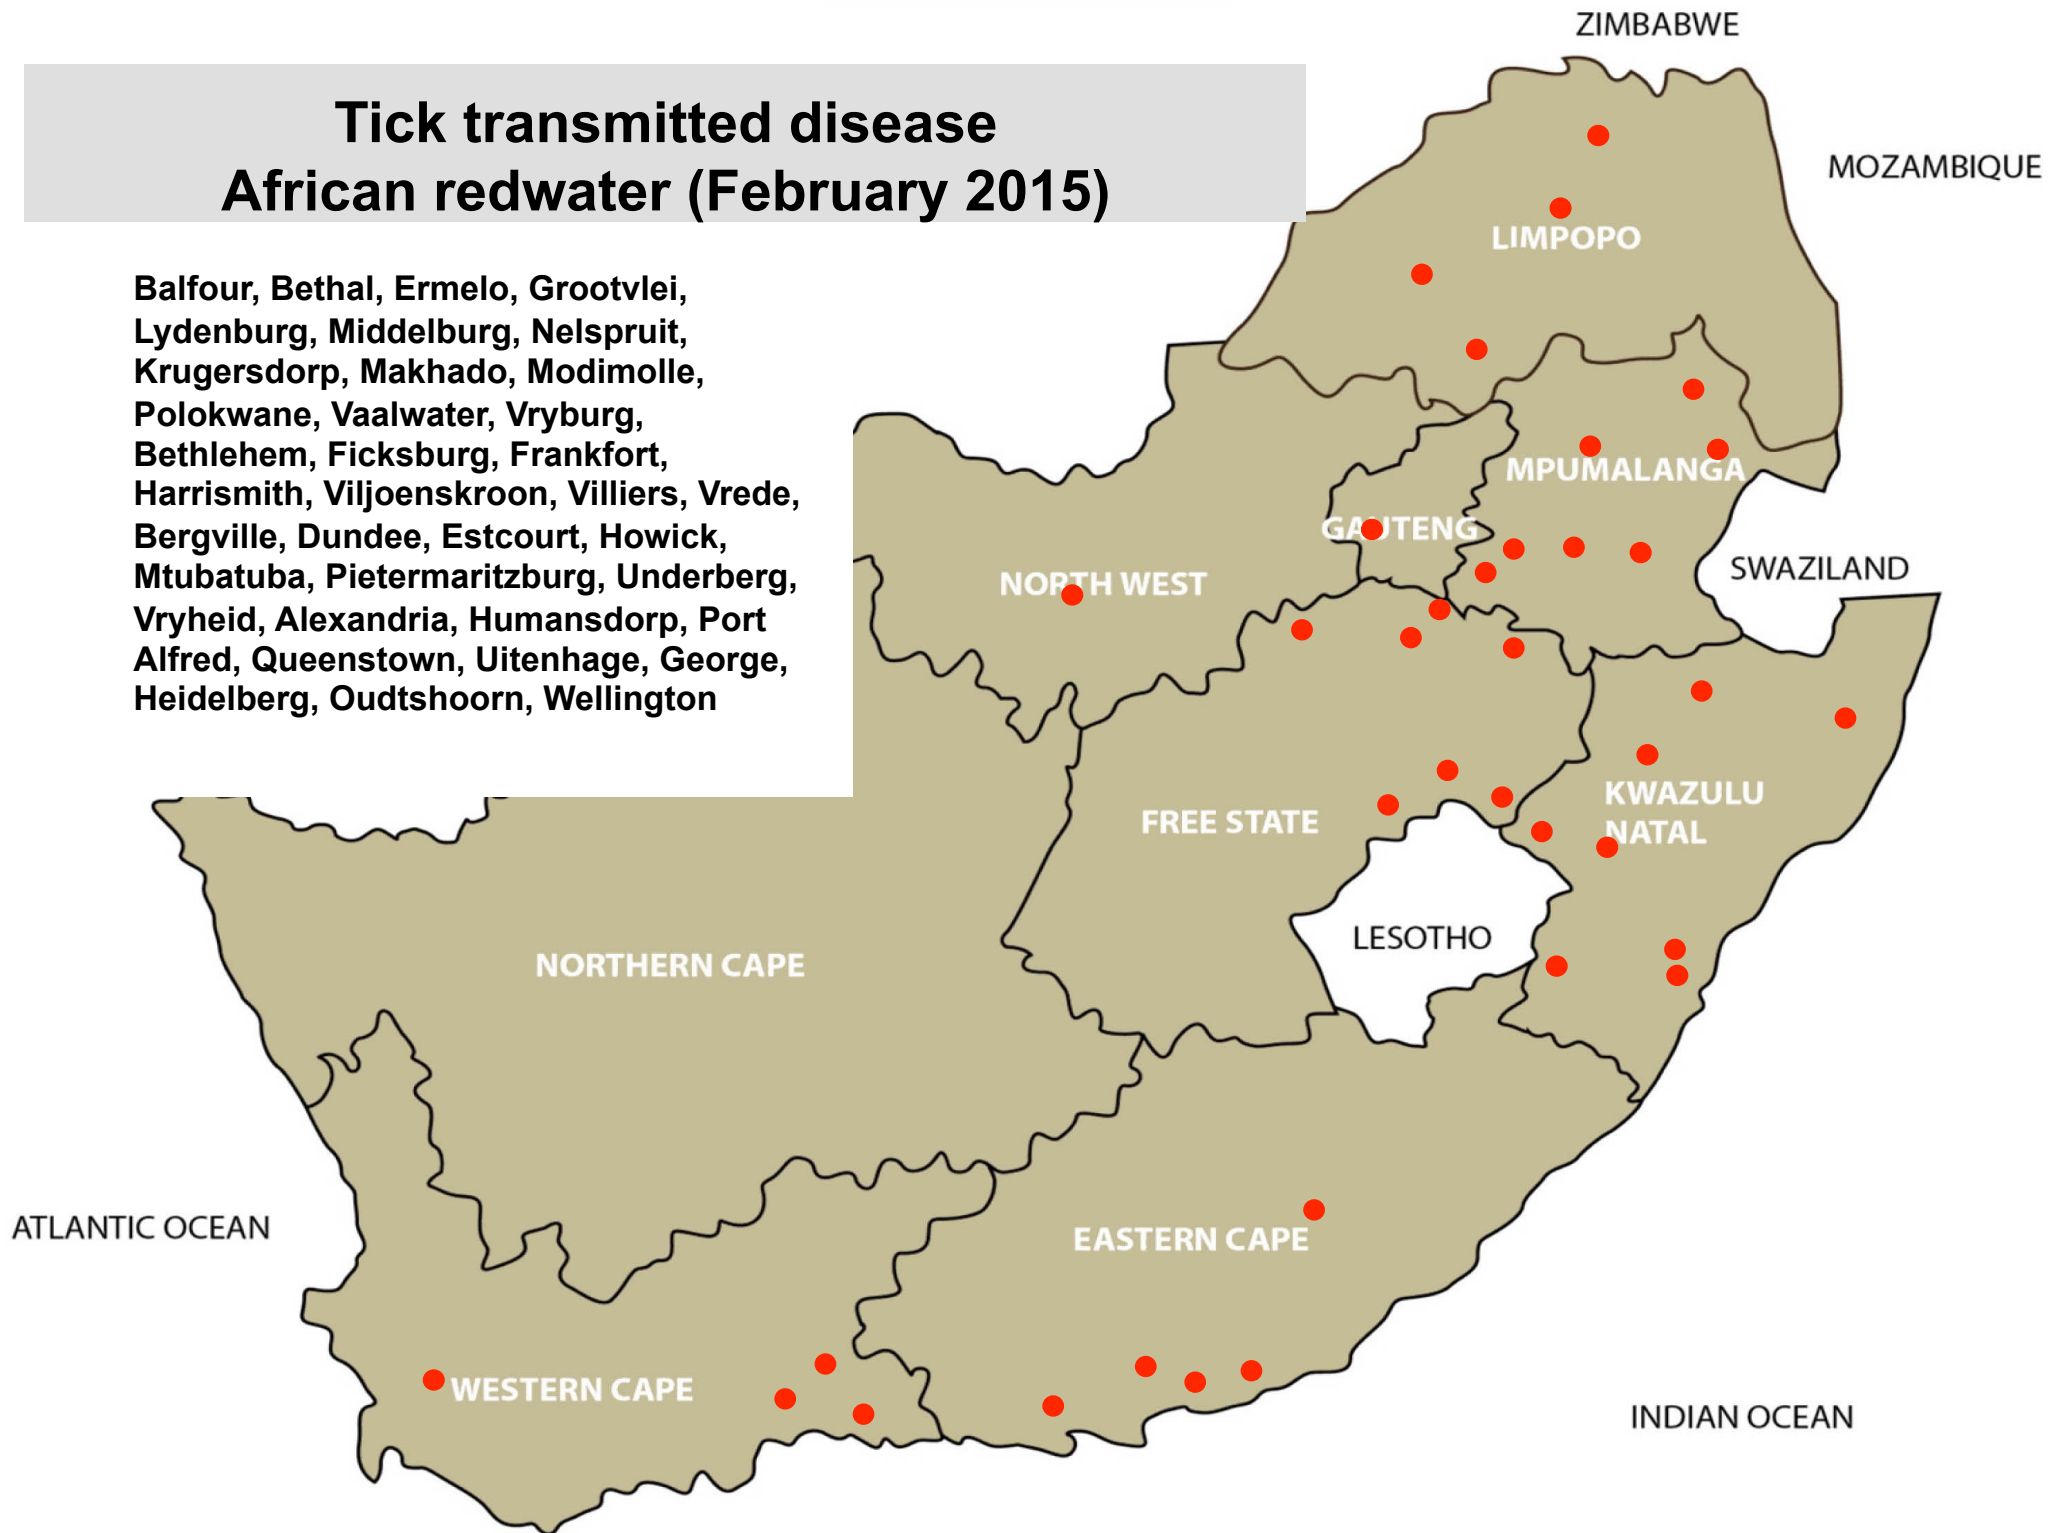 ZIMBABWE
Tick transmitted disease
African redwater (February 2015)
MOZAMBIQUE
LIMPOPO
Balfour, Bethal, Ermelo, Grootvlei,
Lydenburg, Middelburg, Nelspruit,
Krugersdorp, Makhado, Modimolle,
Polokwane, Vaalwater, Vryburg,
Bethlehem, Ficksburg, Frankfort,
Harrismith, Viljoenskroon, Villiers, Vrede,
Bergville, Dundee, Estcourt, Howick,
Mtubatuba, Pietermaritzburg, Underberg,
Vryheid, Alexandria, Humansdorp, Port
Alfred, Queenstown, Uitenhage, George,
Heidelberg, Oudtshoorn, Wellington
MPUMALANGA
GAUTENG
SWAZILAND
NORTH WEST
KWAZULU
NATAL
FREE STATE
LESOTHO
NORTHERN CAPE
ATLANTIC OCEAN
EASTERN CAPE
WESTERN CAPE
INDIAN OCEAN